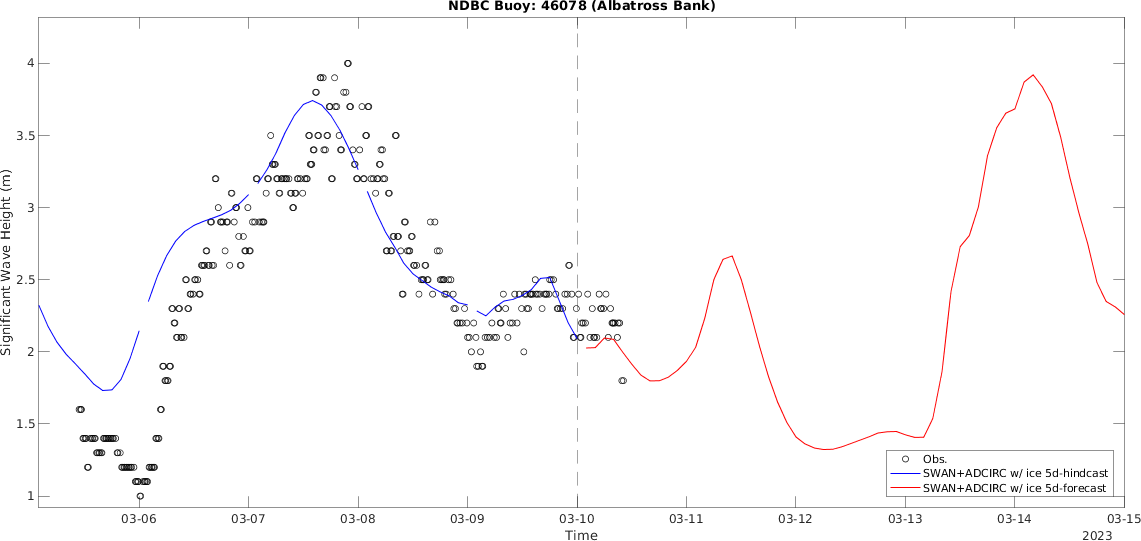 NDBC Buoy: 46078 (Albatross Bank)
Significant Wave Height (m)
4
3.5
3
2.5
2
1.5
1
Obs.
SWAN+ADCIRC w/ ice 5d-hindcast
SWAN+ADCIRC w/ ice 5d-forecast
03-06 03-07 03-08 03-09 03-10 03-11 03-12 03-13 03-14 03-15
Time
2023